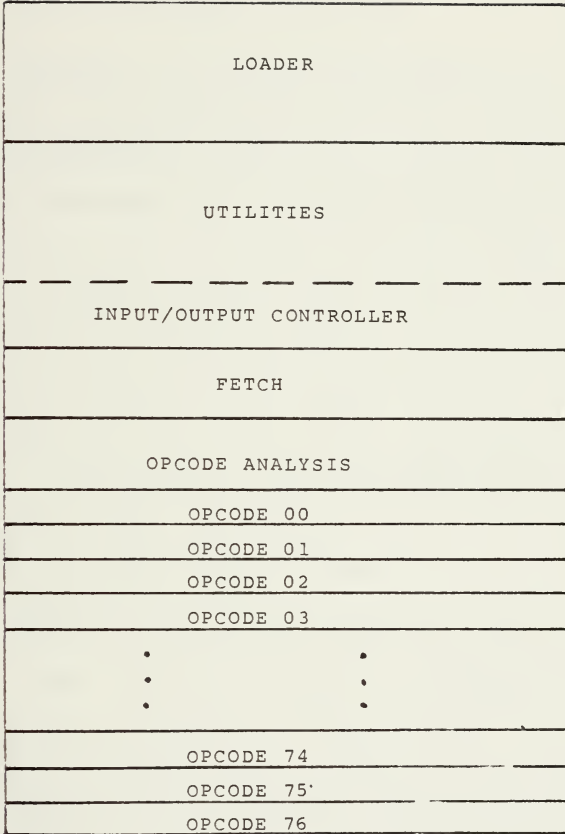 LOADER
UTILITIES
INPUT/OUTPUT CONTROLLER
FETCH
OPCODE ANALYSIS
OPCODE 00
OPCODE 01
OPCODE 02
OPCODE 03
OPCODE 74
OPCODE 75
OPCODE 76